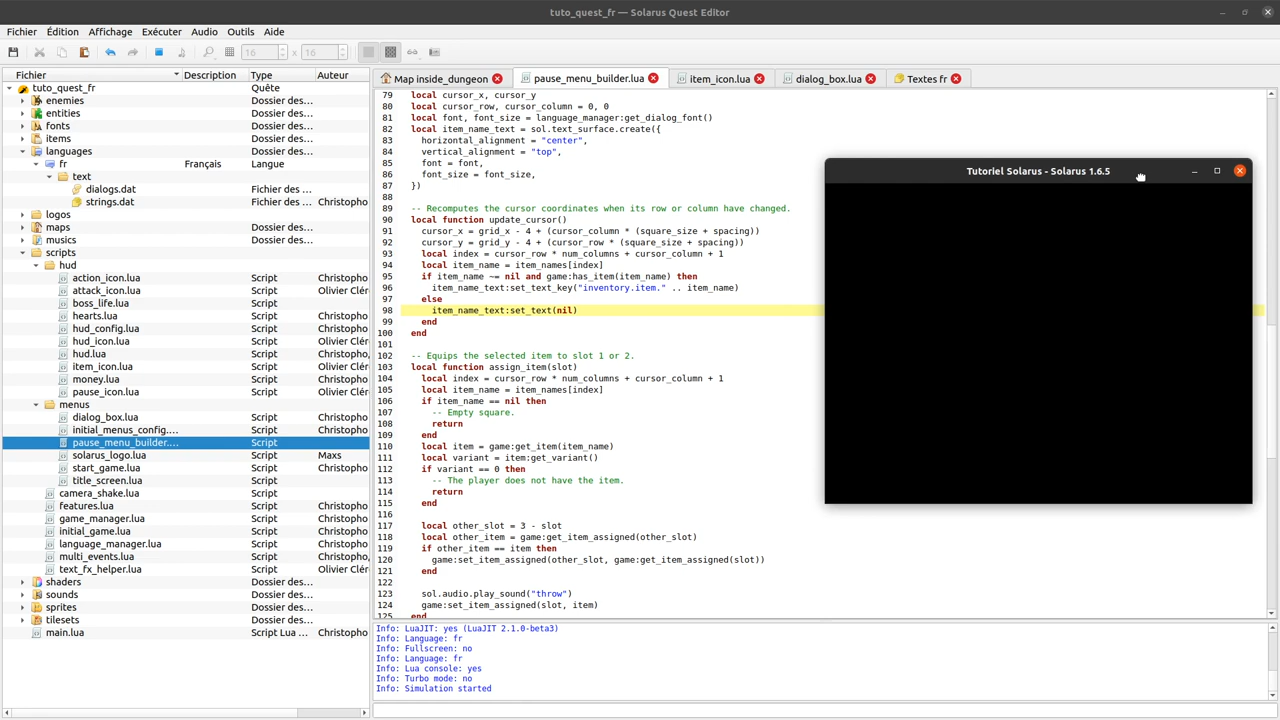 tuto_quest_fr — Solarus Quest Editor
Fichier Édition Affichage Exécuter Audio Outils Aide
16 x 16
Fichier Description Type Auteur
tuto_quest_fr Quête
enemies Dossier des...
entities Dossier des...
fonts Dossier des...
items Dossier des...
languages Dossier des...
fr Français Langue
text Dossier des...
dialogs.dat Fichier des ...
strings.dat Fichier des ... Christopho
logos Dossier des...
maps Dossier des...
musics Dossier des...
scripts Dossier des...
hud Dossier des...
action_icon.lua Script Christopho
attack_icon.lua Script Olivier Clér
boss_life.lua Script Christopho
hearts.lua Script Christopho
hud_config.lua Script Christopho
hud_icon.lua Script Olivier Clér
hud.lua Script Christopho,
item_icon.lua Script Olivier Clér
money.lua Script Christopho
pause_icon.lua Script Olivier Clér
menus Dossier des...
dialog_box.lua Script Christopho
initial_menus_config.... Script Christopho
pause_menu_builder.... Script
solarus_logo.lua Script Maxs
start_game.lua Script Christopho
title_screen.lua Script
camera_shake.lua Script
features.lua Script Christopho
game_manager.lua Script Christopho
initial_game.lua Script Christopho
language_manager.lua Script Christopho
multi_events.lua Script Christopho,
text_fx_helper.lua Script Olivier Clér
shaders Dossier des...
sounds Dossier des...
sprites Dossier des...
tilesets Dossier des...
main.lua Script Lua ... Christopho
Map inside_dungeon pause_menu_builder.lua item_icon.lua dialog_box.lua Textes fr
79 local cursor_x, cursor_y
80 local cursor_row, cursor_column = 0, 0
81 local font, font_size = language_manager:get_dialog_font()
82 local item_name_text = sol.text_surface.create({
83 horizontal_alignment = "center",
84 vertical_alignment = "top",
85 font = font,
86 font_size = font_size,
87 })
88
89 -- Recomputes the cursor coordinates when its row or column have changed.
90 local function update_cursor()
91 cursor_x = grid_x - 4 + (cursor_column * (square_size + spacing))
92 cursor_y = grid_y - 4 + (cursor_row * (square_size + spacing))
93 local index = cursor_row * num_columns + cursor_column + 1
94 local item_name = item_names[index]
95 if item_name ~= nil and game:has_item(item_name) then
96 item_name_text:set_text_key("inventory.item." .. item_name)
97 else
98 item_name_text:set_text(nil)
99 end
100 end
101
102 -- Equips the selected item to slot 1 or 2.
103 local function assign_item(slot)
104 local index = cursor_row * num_columns + cursor_column + 1
105 local item_name = item_names[index]
106 if item_name == nil then
107 -- Empty square.
108 return
109 end
110 local item = game:get_item(item_name)
111 local variant = item:get_variant()
112 if variant == 0 then
113 -- The player does not have the item.
114 return
115 end
116
117 local other_slot = 3 - slot
118 local other_item = game:get_item_assigned(other_slot)
119 if other_item == item then
120 game:set_item_assigned(other_slot, game:get_item_assigned(slot))
121 end
122
123 sol.audio.play_sound("throw")
124 game:set_item_assigned(slot, item)
125 end
Tutoriel Solarus - Solarus 1.6.5
Info: LuaJIT: yes (LuaJIT 2.1.0-beta3)
Info: Language: fr
Info: Fullscreen: no
Info: Language: fr
Info: Lua console: yes
Info: Turbo mode: no
Info: Simulation started